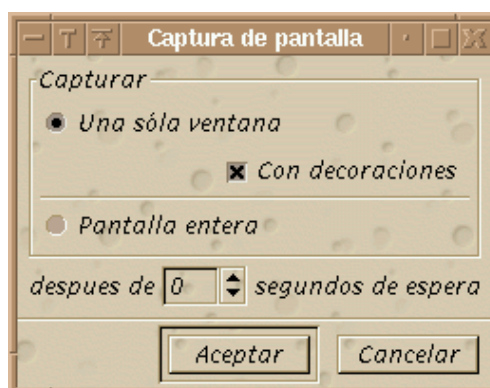 Captura de pantalla
Capturar
Una sóla ventana
Con decoraciones
Pantalla entera
despues de 0 segundos de espera
Aceptar Cancelar